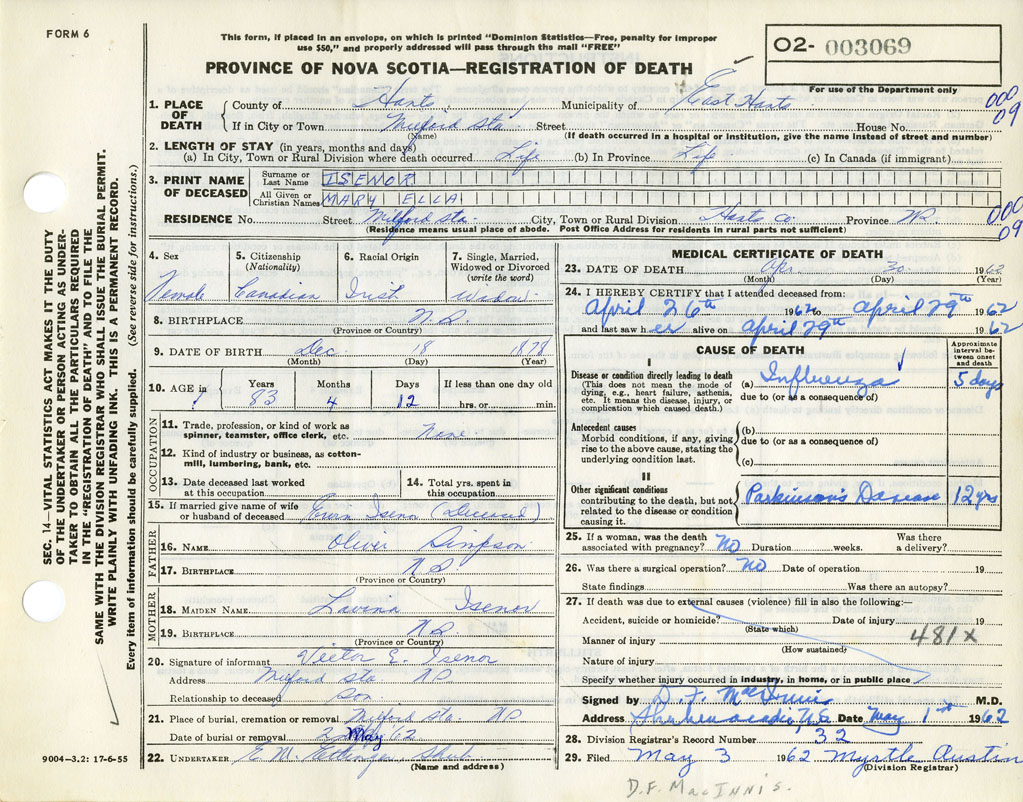 FORM 6
This form, if placed in an envelope, on which is printed "Dominion Statistics—Free, penalty for improper
use $50," and properly addressed will pass through the mail "FREE"
PROVINCE OF NOVA SCOTIA—REGISTRATION OF DEATH
O2- 003069
For use of the Department only
1. PLACE OF DEATH County of Hants Municipality of East Hants
000
09
If in City or Town Milford Sta. Street House No.
(Name) (If death occurred in a hospital or institution, give the name instead of street and number)
2. LENGTH OF STAY (in years, months and days)
(a) In City, Town or Rural Division where death occurred Life (b) In Province Life (c) In Canada (if immigrant)
3. PRINT NAME OF DECEASED
Surname or Last Name ISENOR
All Given or Christian Names MARY ELLA
RESIDENCE No. Street Milford Sta. City, Town or Rural Division Hants Co Province NS
000
09
(Residence means usual place of abode. Post Office Address for residents in rural parts not sufficient)
4. Sex Female
5. Citizenship (Nationality) Canadian
6. Racial Origin Irish
7. Single, Married, Widowed or Divorced (write the word) Widow
8. BIRTHPLACE N.S.
(Province or Country)
9. DATE OF BIRTH Dec. 18 1878
(Month) (Day) (Year)
10. AGE Years 83 Months 4 Days 12 If less than one day old hrs. or min.
OCCUPATION
11. Trade, profession, or kind of work as spinner, teamster, office clerk, etc. None
12. Kind of industry or business, as cotton-mill, lumbering, bank, etc.
13. Date deceased last worked at this occupation
14. Total yrs. spent in this occupation
15. If married give name of wife or husband of deceased Isenor (Deceased)
FATHER
16. NAME Oliver Simpson
17. BIRTHPLACE NS
(Province or Country)
MOTHER
18. MAIDEN NAME Lavena Isenor
19. BIRTHPLACE NS
(Province or Country)
20. Signature of informant Victor E. Isenor
Address Milford Sta. NS
Relationship to deceased Son
21. Place of burial, cremation or removal Milford Sta. NS
Date of burial or removal 2 May '62
22. UNDERTAKER E.M. Ettinger Shub
(Name and address)
9004—3.2: 17-6-55
MEDICAL CERTIFICATE OF DEATH
23. DATE OF DEATH Apr 30 1962
(Month) (Day) (Year)
24. I HEREBY CERTIFY that I attended deceased from:
April 26th 1962 to April 29th 1962
and last saw her alive on April 29th 1962
CAUSE OF DEATH
Approximate interval between onset and death
I
Disease or condition directly leading to death
(This does not mean the mode of dying, e.g., heart failure, asthenia, etc. It means the disease, injury, or complication which caused death.)
(a) Influenza 5 days
due to (or as a consequence of)
Antecedent causes
Morbid conditions, if any, giving rise to the above cause, stating the underlying condition last.
(b)
due to (or as a consequence of)
(c)
II
Other significant conditions
contributing to the death, but not related to the disease or condition causing it.
Parkinson's Disease 12 yrs
25. If a woman, was the death associated with pregnancy? No Duration weeks. Was there a delivery?
26. Was there a surgical operation? No Date of operation 19
State findings Was there an autopsy?
27. If death was due to external causes (violence) fill in also the following:—
Accident, suicide or homicide? Date of injury 19
(State which)
481x
Manner of injury
(How sustained)
Nature of injury
Specify whether injury occurred in industry, in home, or in public place
Signed by D. F. MacInnis M.D.
Address Shubenacadie, N.S. Date May 1st 1962
28. Division Registrar's Record Number 32
29. Filed May 3 1962 Myrtle Austin
(Division Registrar)
D.F. MACINNIS.
SEC. 14—VITAL STATISTICS ACT MAKES IT THE DUTY
OF THE UNDERTAKER OR PERSON ACTING AS UNDER-
TAKER TO OBTAIN ALL THE PARTICULARS REQUIRED
IN THE "REGISTRATION OF DEATH" AND TO FILE THE
SAME WITH THE DIVISION REGISTRAR WHO SHALL ISSUE THE BURIAL PERMIT.
WRITE PLAINLY WITH UNFADING INK. THIS IS A PERMANENT RECORD.
Every item of information should be carefully supplied. (See reverse side for instructions.)